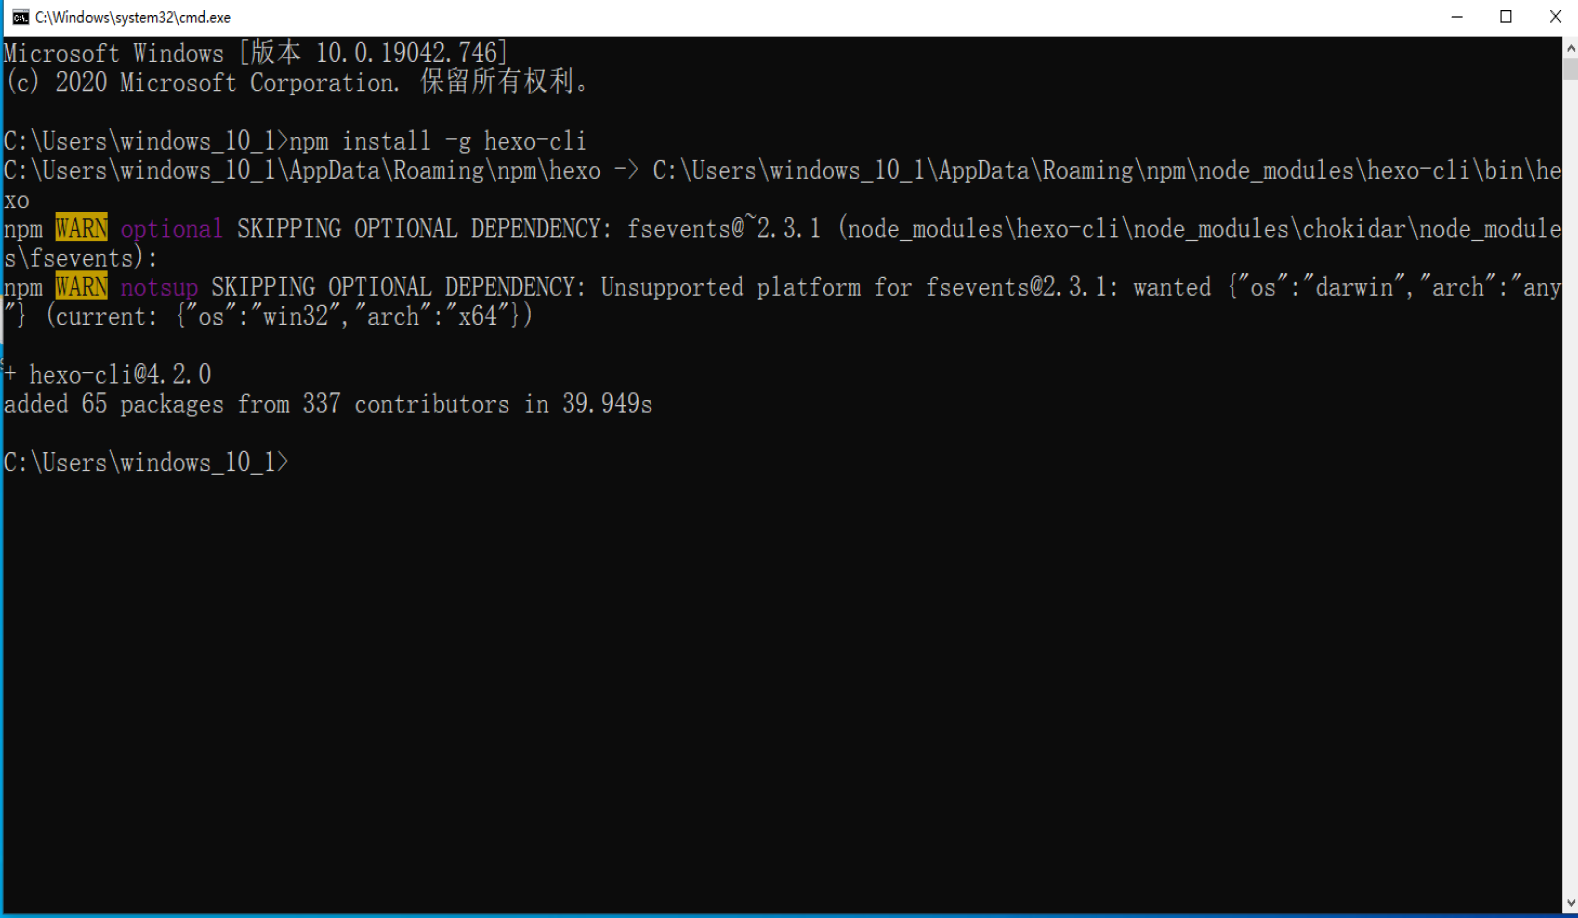 C:\Windows\system32\cmd.exe
Microsoft Windows [版本 10.0.19042.746]
(c) 2020 Microsoft Corporation. 保留所有权利。
C:\Users\windows_10_1>npm install -g hexo-cli
C:\Users\windows_10_1\AppData\Roaming\npm\hexo -> C:\Users\windows_10_1\AppData\Roaming\npm\node_modules\hexo-cli\bin\he
xo
npm WARN optional SKIPPING OPTIONAL DEPENDENCY: fsevents@~2.3.1 (node_modules\hexo-cli\node_modules\chokidar\node_module
s\fsevents):
npm WARN notsup SKIPPING OPTIONAL DEPENDENCY: Unsupported platform for fsevents@2.3.1: wanted {"os":"darwin","arch":"any
"} (current: {"os":"win32","arch":"x64"})
+ hexo-cli@4.2.0
added 65 packages from 337 contributors in 39.949s
C:\Users\windows_10_1>